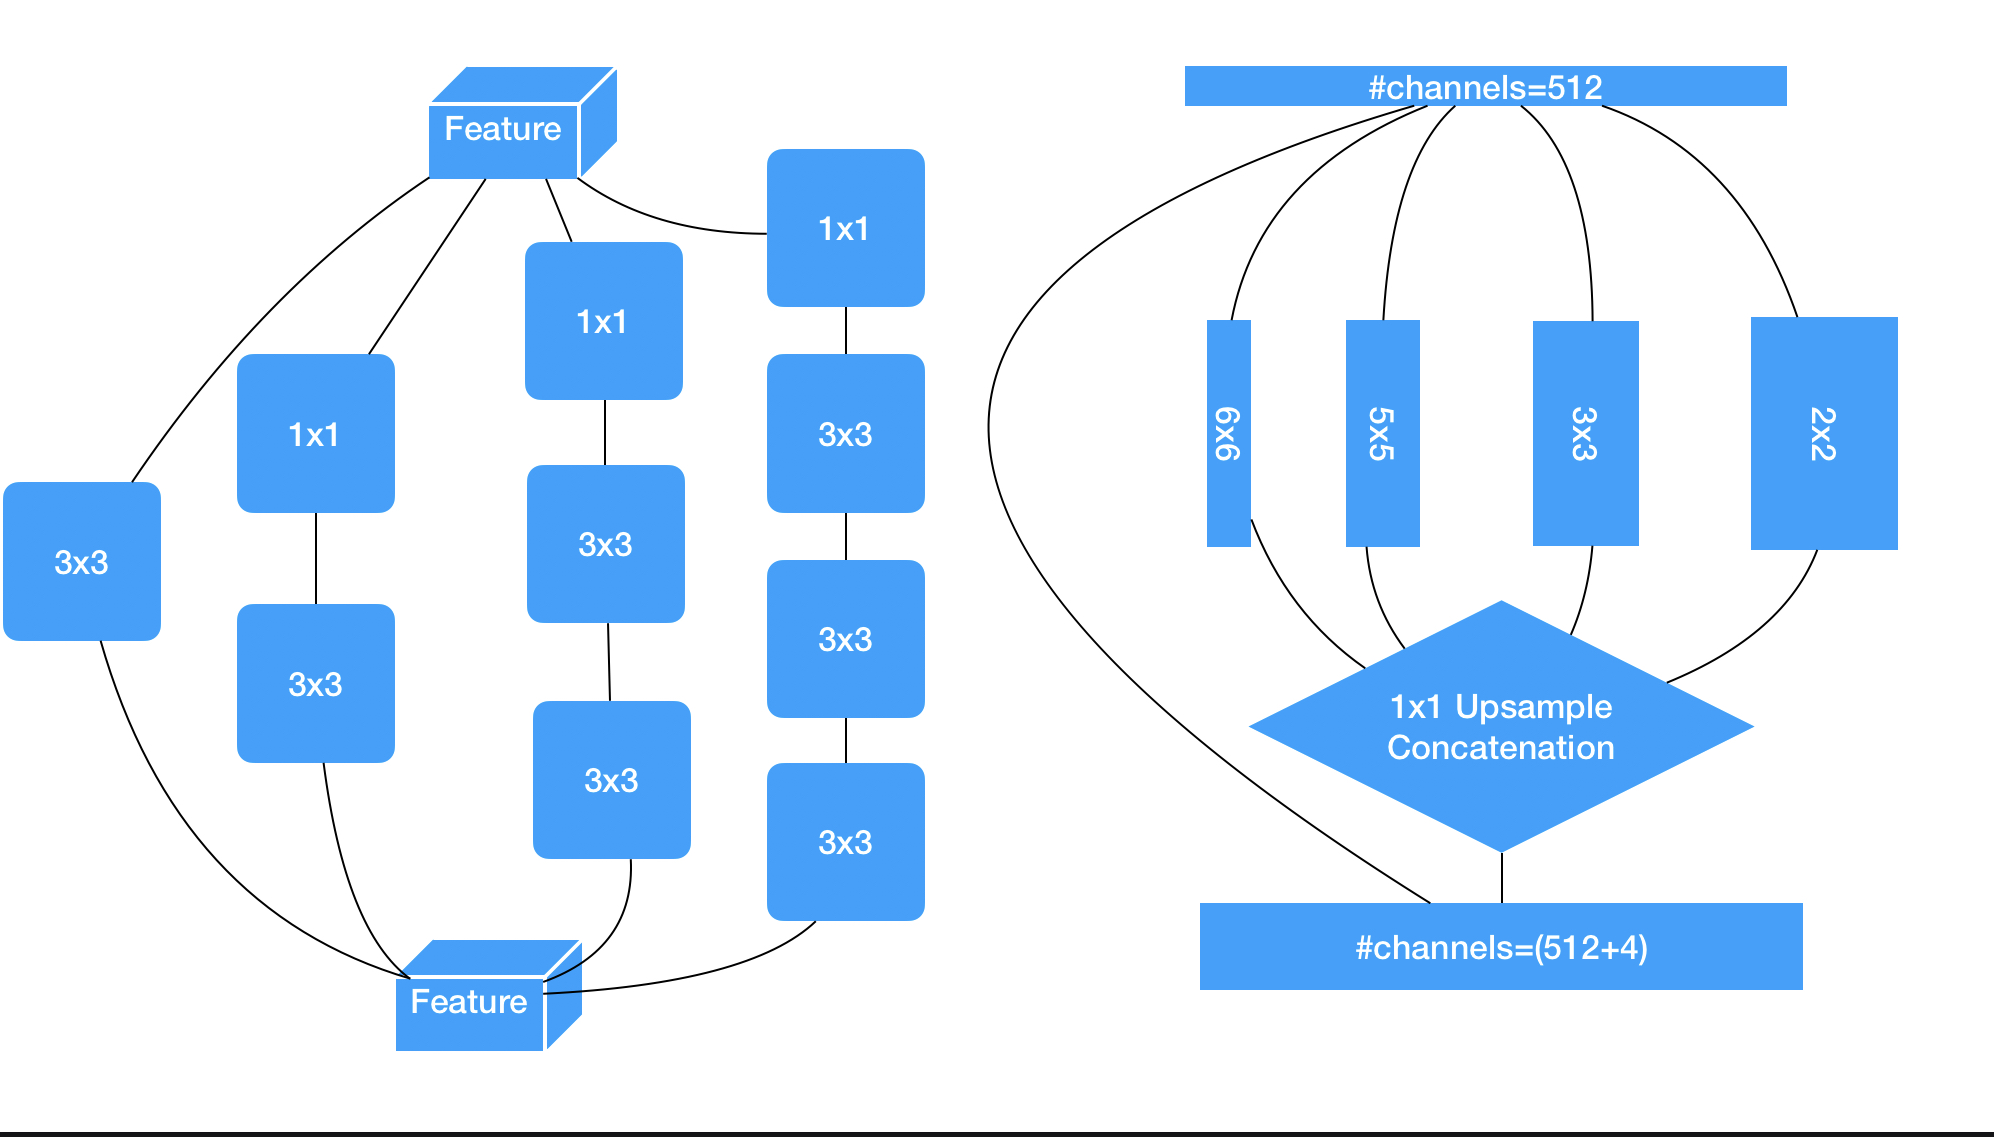 Feature
1x1
1x1
3x3
1x1
3x3
3x3
3x3
3x3
3x3
3x3
3x3
Feature
#channels=512
6x6
5x5
3x3
2x2
1x1 Upsample
Concatenation
#channels=(512+4)